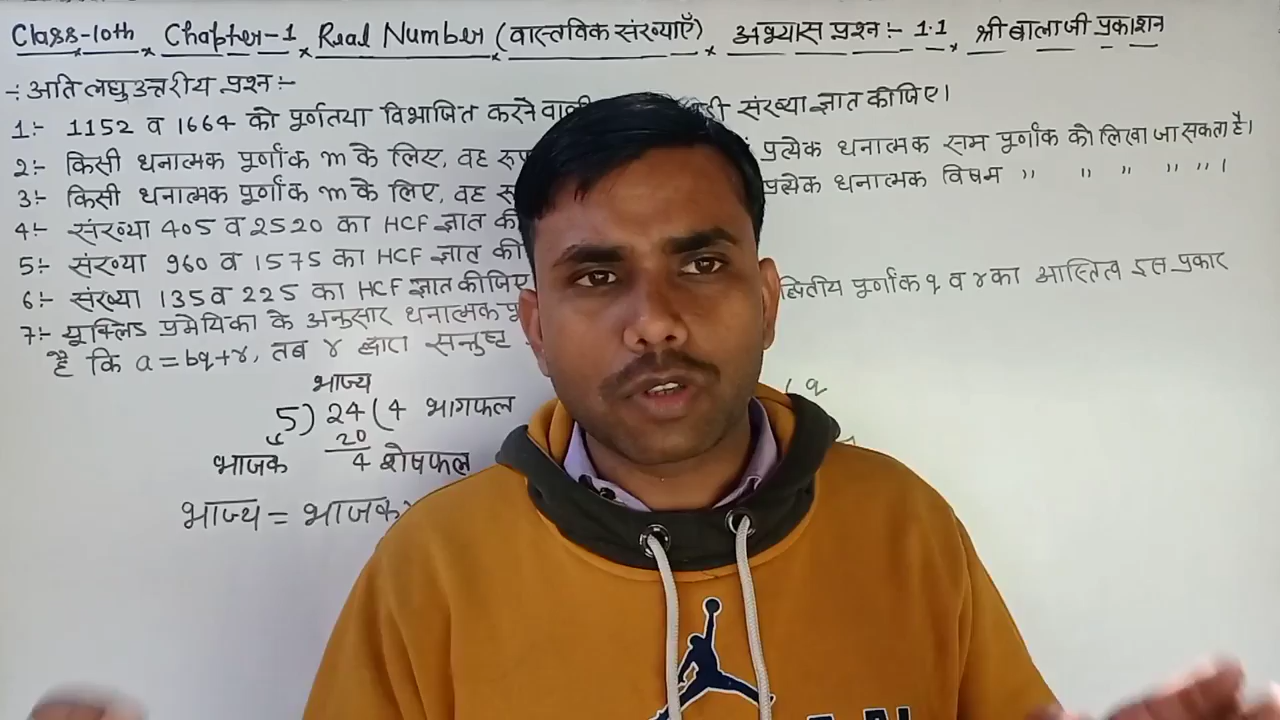 Class-10th Chapter-1 Real Number (वास्तविक संख्याएँ) अभ्यास प्रश्न :- 1.1 श्री बालाजी प्रकाशन
-: अति लघु उत्तरीय प्रश्न :-
1:- 1152 व 1664 को पूर्णतया विभाजित करने वाली संख्या ज्ञात कीजिए।
2:- किसी धनात्मक पूर्णांक m के लिए, वह प्रत्येक धनात्मक सम पूर्णांक को लिखा जा सकता है।
3:- किसी धनात्मक पूर्णांक m के लिए, वह प्रत्येक धनात्मक विषम " " " " " ।
4:- संख्या 405 व 2520 का HCF ज्ञात
5:- संख्या 960 व 1575 का HCF ज्ञात
6:- संख्या 135 व 225 का HCF ज्ञात कीजिए
7:- यूक्लिड प्रमेयिका के अनुसार धनात्मक द्वितीय पूर्णांक q व r का अस्तित्व इस प्रकार
है कि a = bq + r, तब r द्वारा सन्तुष्ट
भाज्य
5) 24 ( 4 भागफल ( q
20
भाजक 4 शेषफल
भाज्य = भाजक ×